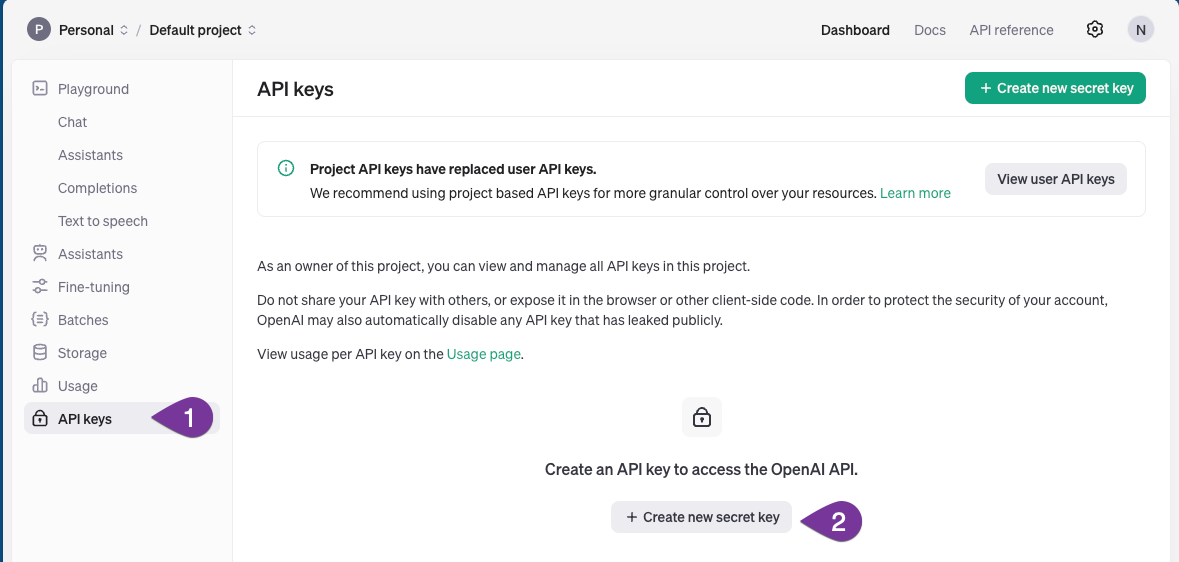 P Personal / Default project Dashboard Docs API reference N
Playground
Chat
Assistants
Completions
Text to speech
Assistants
Fine-tuning
Batches
Storage
Usage
API keys 1
API keys + Create new secret key
Project API keys have replaced user API keys.
We recommend using project based API keys for more granular control over your resources. Learn more
View user API keys
As an owner of this project, you can view and manage all API keys in this project.
Do not share your API key with others, or expose it in the browser or other client-side code. In order to protect the security of your account,
OpenAI may also automatically disable any API key that has leaked publicly.
View usage per API key on the Usage page.
Create an API key to access the OpenAI API.
+ Create new secret key 2